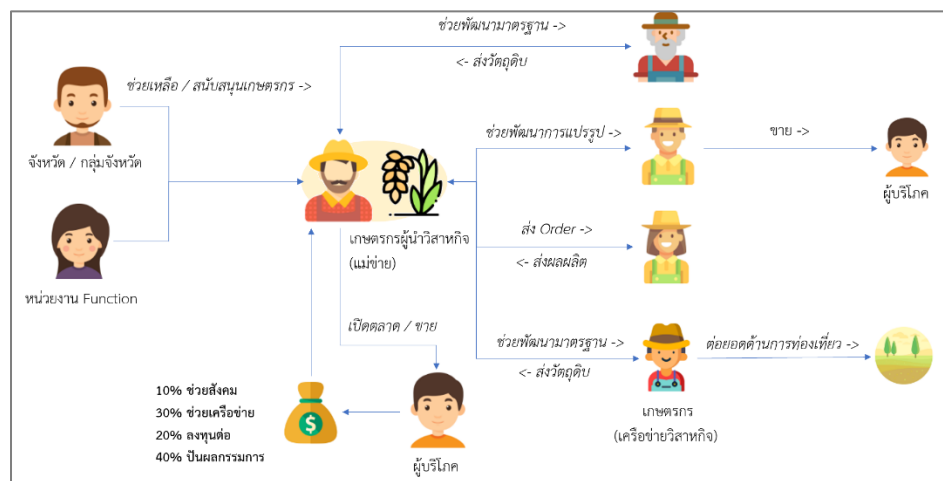 ช่วยพัฒนามาตรฐาน ->
<- ส่งวัตถุดิบ
ช่วยเหลือ / สนับสนุนเกษตรกร ->
จังหวัด / กลุ่มจังหวัด
ช่วยพัฒนาการแปรรูป ->
ขาย ->
ผู้บริโภค
เกษตรกรผู้นำวิสาหกิจ
(แม่ข่าย)
ส่ง Order ->
<- ส่งผลผลิต
หน่วยงาน Function
เปิดตลาด / ขาย
ช่วยพัฒนามาตรฐาน ->
<- ส่งวัตถุดิบ
ต่อยอดด้านการท่องเที่ยว ->
10% ช่วยสังคม
30% ช่วยเครือข่าย
20% ลงทุนต่อ
40% ปันผลกรรมการ
$
ผู้บริโภค
เกษตรกร
(เครือข่ายวิสาหกิจ)